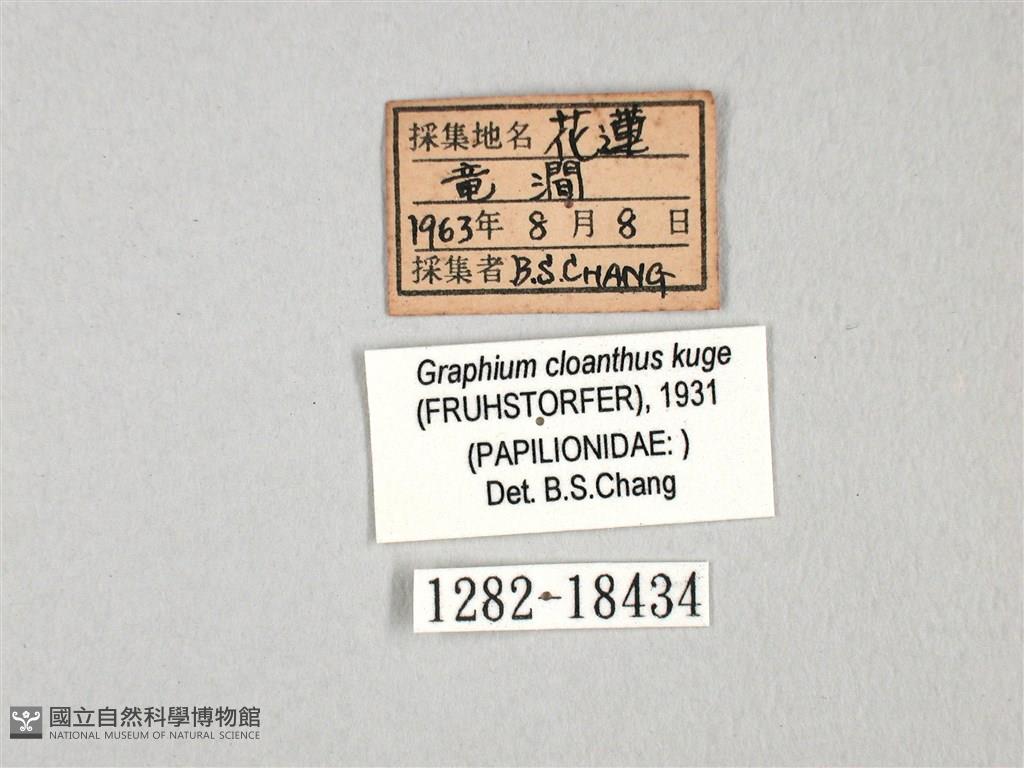 採集地名 花蓮
竜澗
1963年 8月 8日
採集者 B.S.CHANG
Graphium cloanthus kuge
(FRUHSTORFER), 1931
(PAPILIONIDAE: )
Det. B.S.Chang
1282-18434
國立自然科學博物館
NATIONAL MUSEUM OF NATURAL SCIENCE